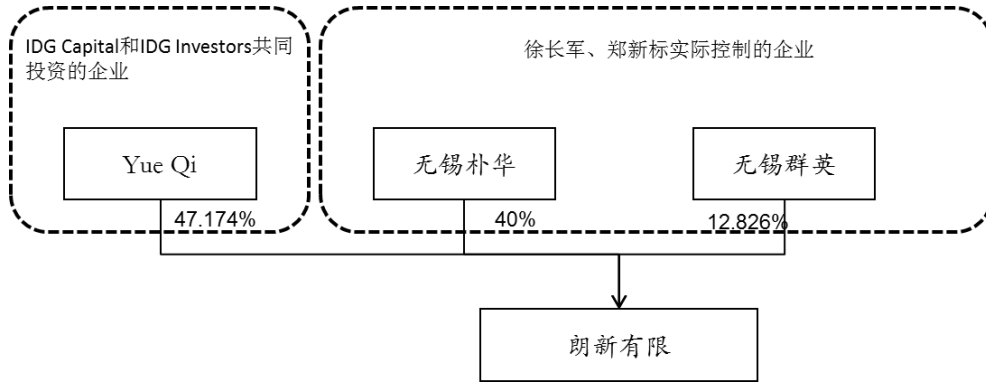 IDG Capital和IDG Investors共同
投资的企业
徐长军、郑新标实际控制的企业
Yue Qi
无锡朴华
无锡群英
47.174%
40%
12.826%
朗新有限